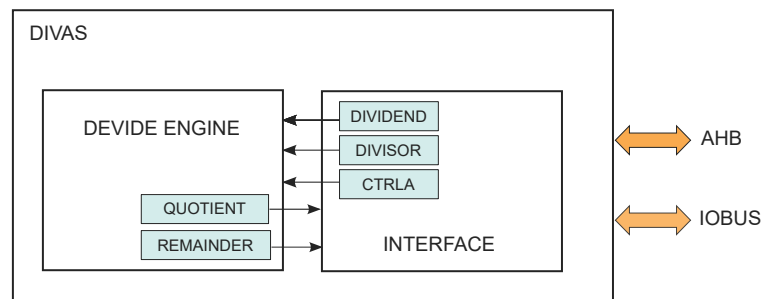 DIVAS
DEVIDE ENGINE
DIVIDEND
DIVISOR
CTRLA
QUOTIENT
REMAINDER
INTERFACE
AHB
IOBUS